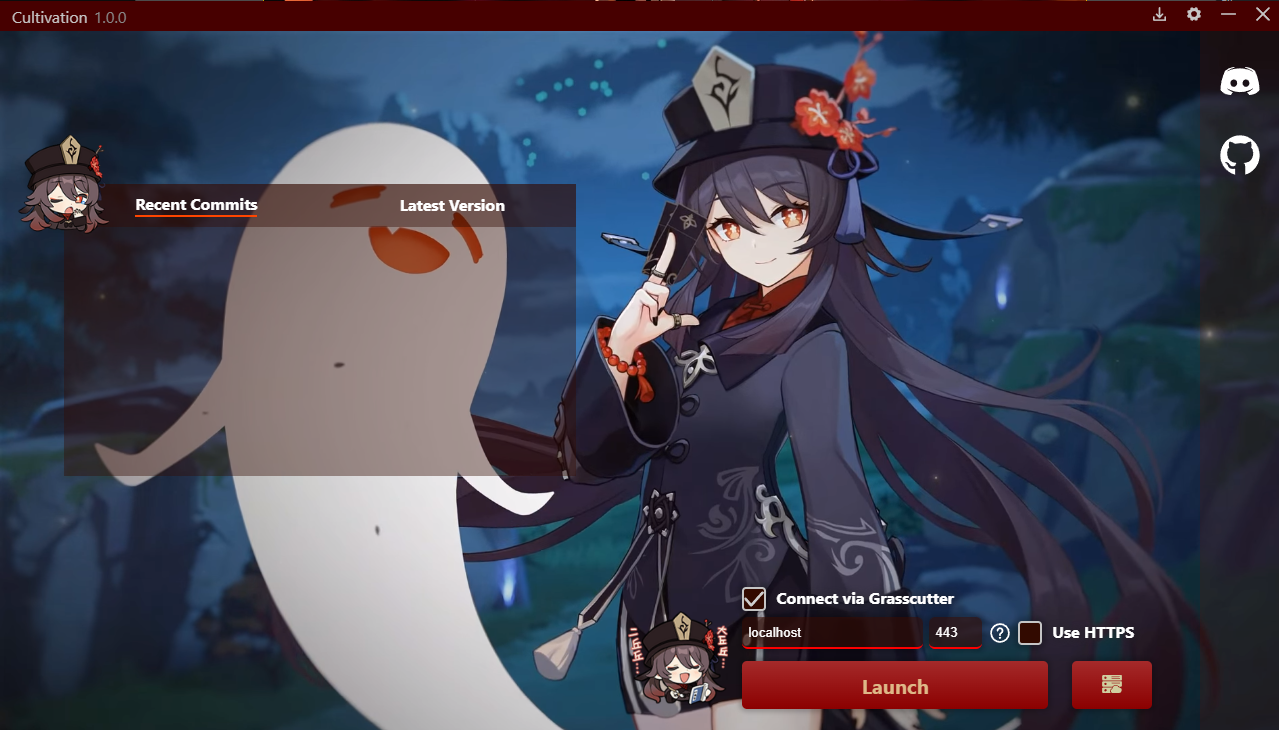 Cultivation 1.0.0
Recent Commits
Latest Version
Connect via Grasscutter
localhost
443
Use HTTPS
Launch